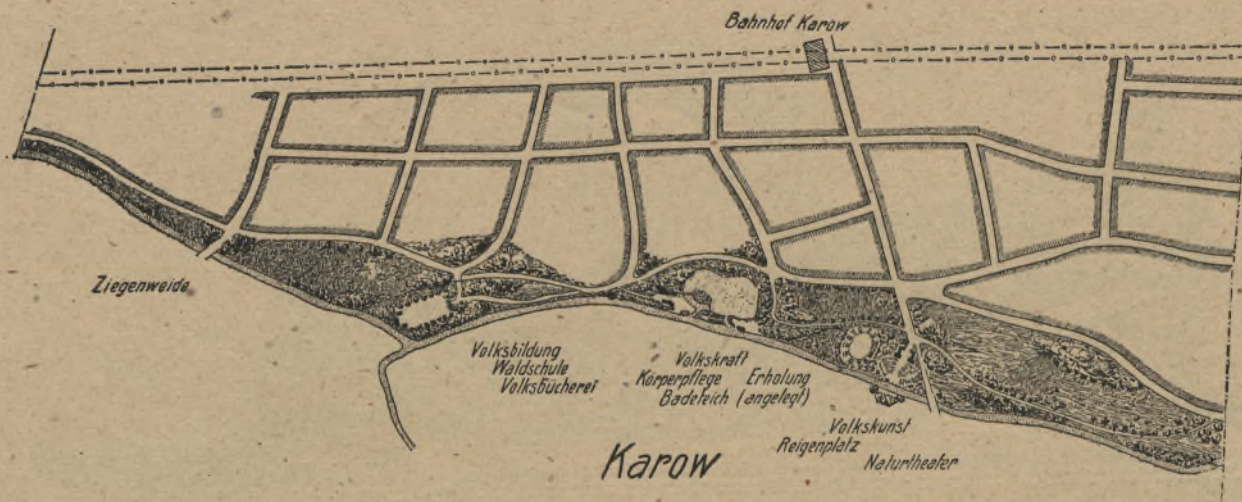 Bahnhof Karow
Ziegenweide
Volksbildung
Waldschule
Volksbücherei
Volkskraft
Körperpflege Erholung
Badeteich (angelegt)
Volkskunst
Reigenplatz
Naturtheater
Karow